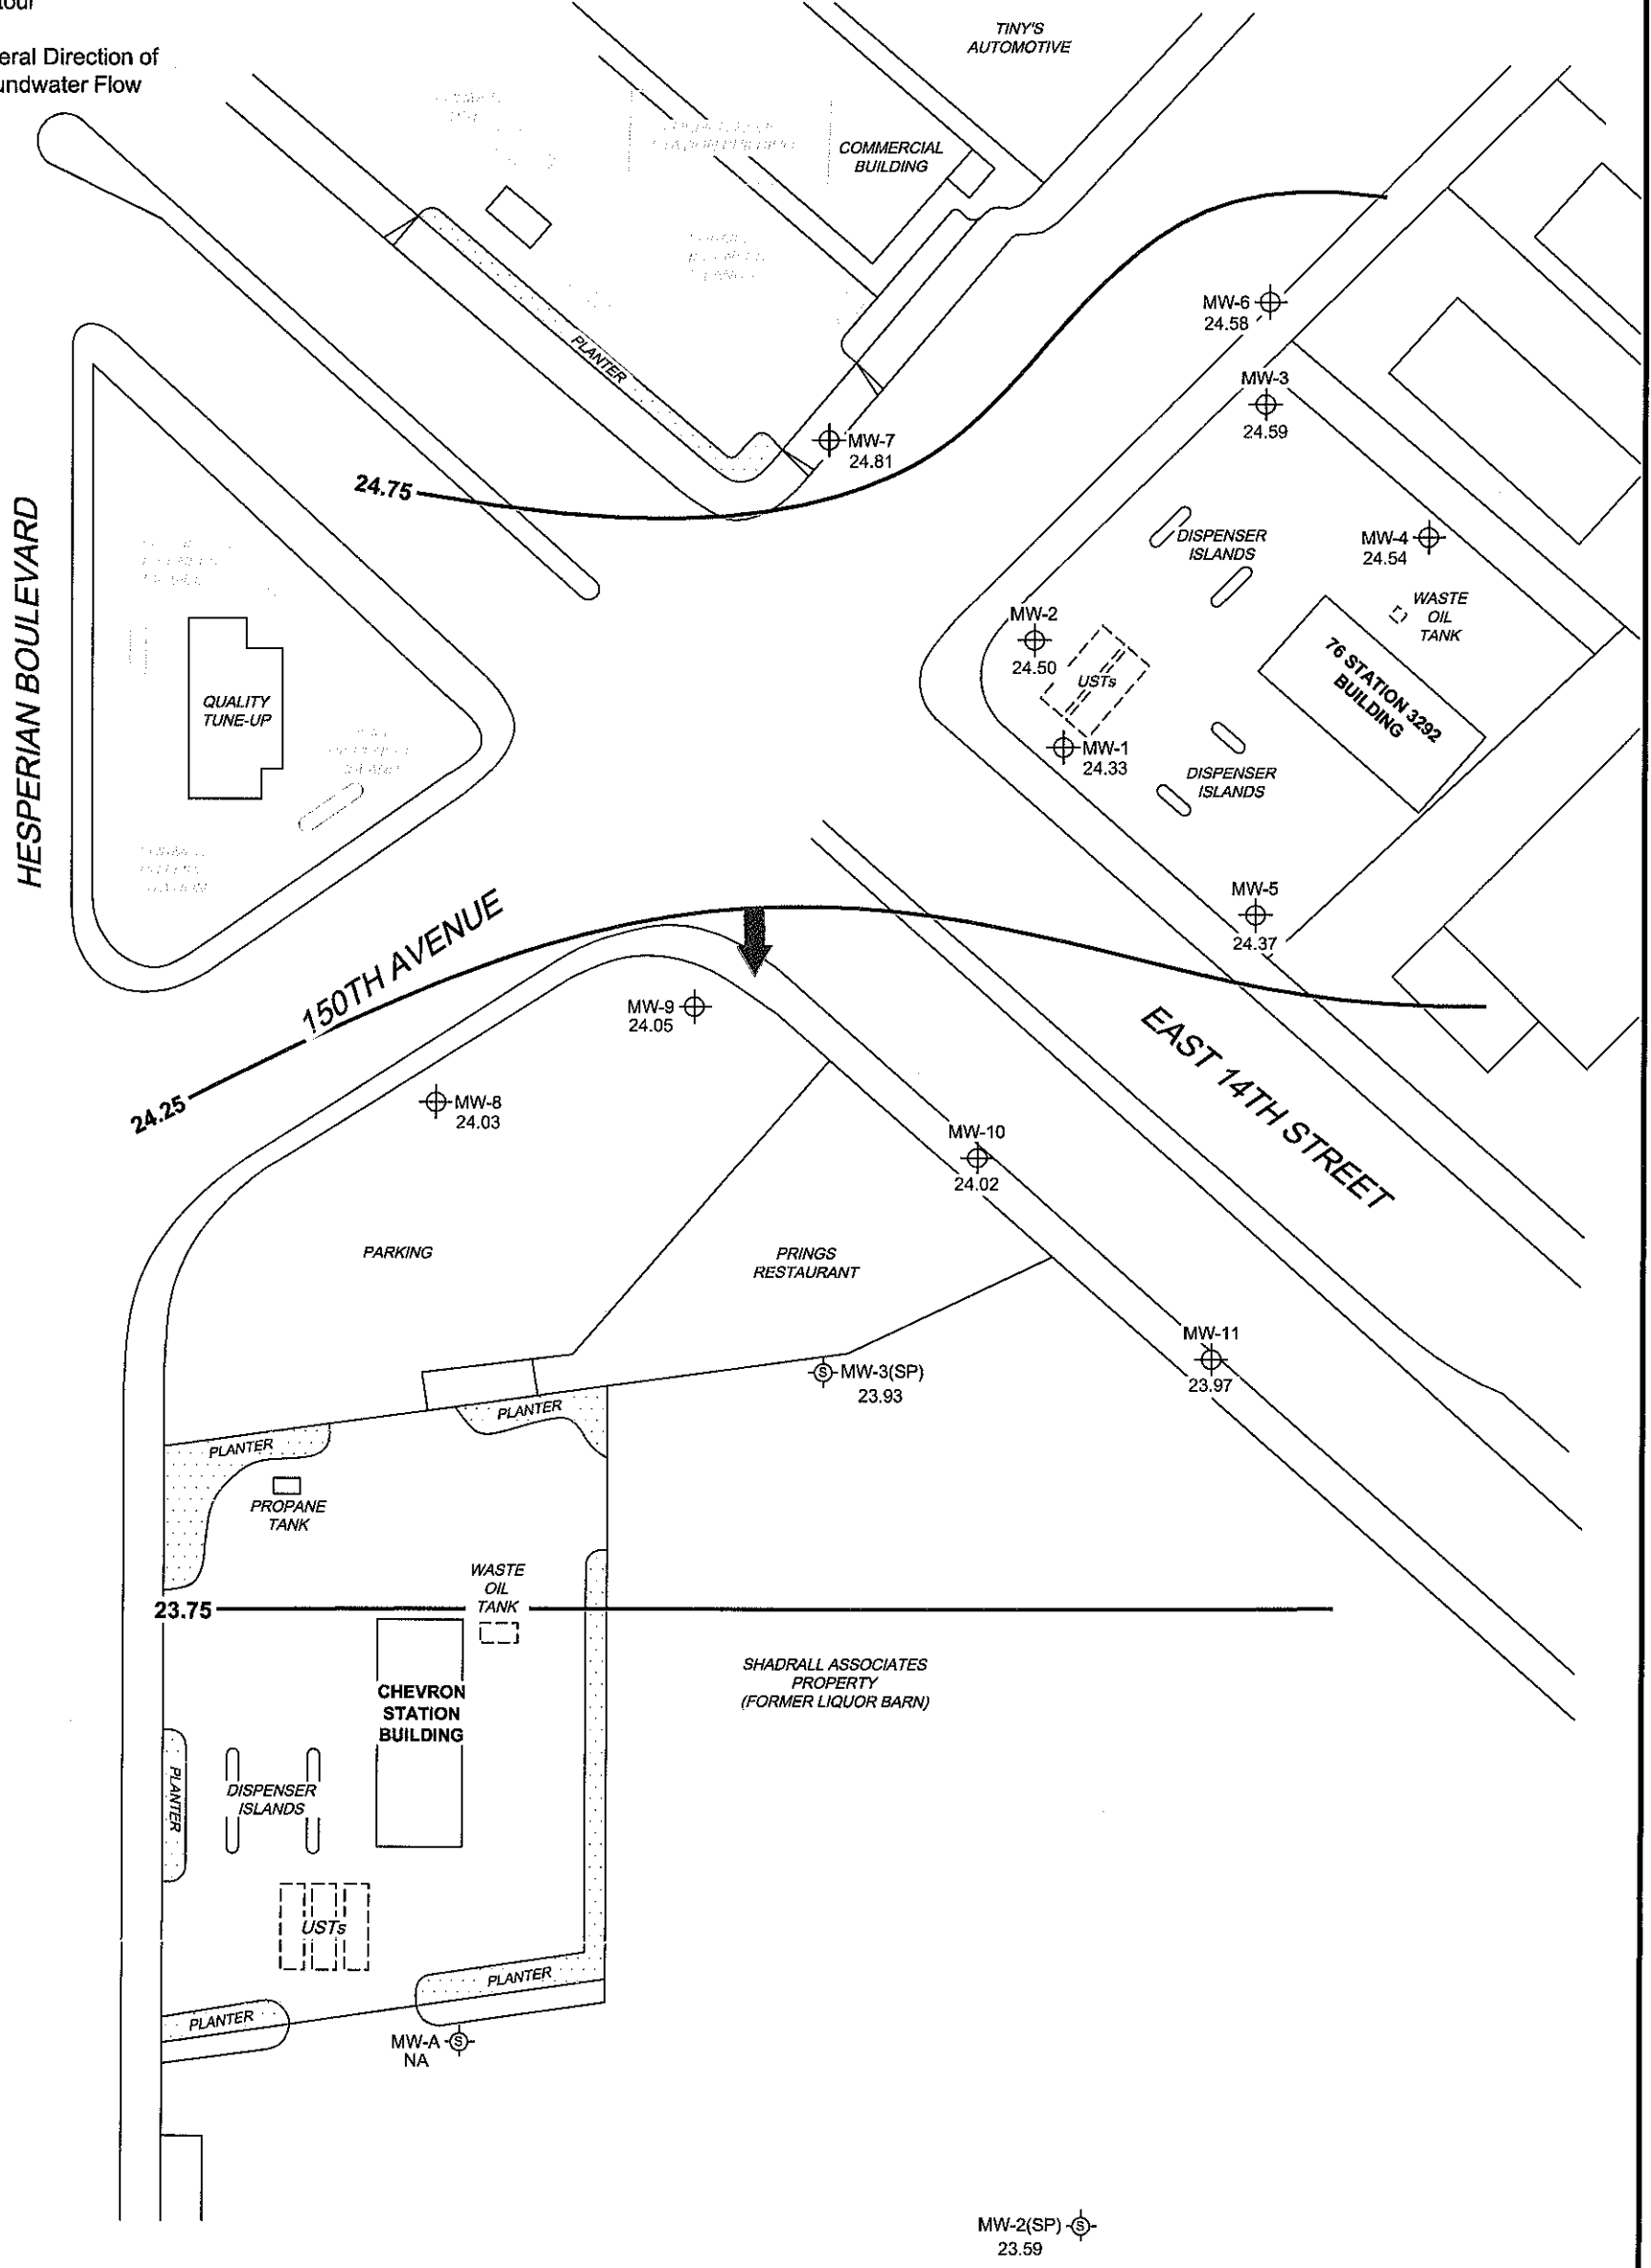 eral Direction of
undwater Flow
TINY'S
AUTOMOTIVE
COMMERCIAL
BUILDING
MW-6
24.58
MW-3
24.59
PLANTER
MW-7
24.81
24.75
HESPERIAN BOULEVARD
DISPENSER
ISLANDS
MW-4
24.54
WASTE
OIL
TANK
MW-2
24.50
USTs
76 STATION 3292
BUILDING
QUALITY
TUNE-UP
MW-1
24.33
DISPENSER
ISLANDS
MW-5
24.37
150TH AVENUE
MW-9
24.05
EAST 14TH STREET
24.25
MW-8
24.03
MW-10
24.02
PARKING
PRINGS
RESTAURANT
MW-11
23.97
S MW-3(SP)
23.93
PLANTER
PLANTER
PROPANE
TANK
WASTE
OIL
TANK
23.75
SHADRALL ASSOCIATES
PROPERTY
(FORMER LIQUOR BARN)
CHEVRON
STATION
BUILDING
PLANTER
DISPENSER
ISLANDS
USTs
PLANTER
PLANTER
MW-A S
NA
MW-2(SP) S
23.59